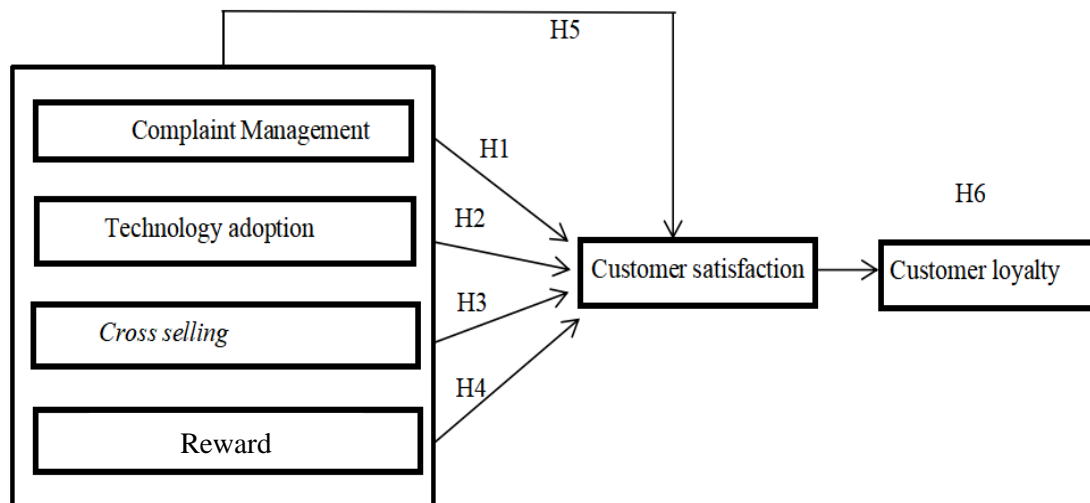 H5
Complaint Management
H1
Technology adoption
H2
H6
Customer satisfaction
Customer loyalty
Cross selling
H3
H4
Reward